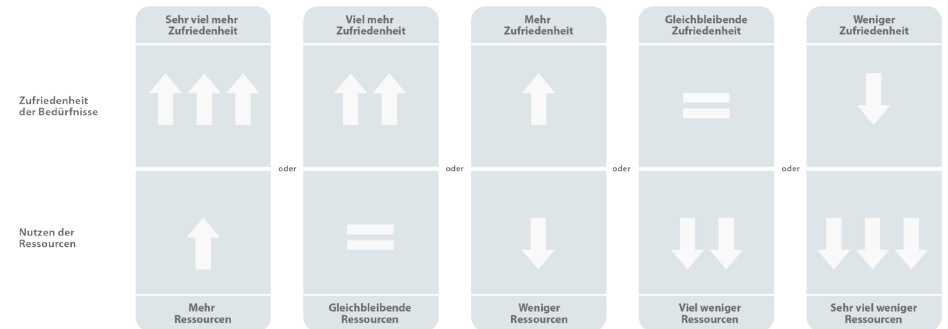 Sehr viel mehr
Zufriedenheit
Viel mehr
Zufriedenheit
Mehr
Zufriedenheit
Gleichbleibende
Zufriedenheit
Weniger
Zufriedenheit
Zufriedenheit
der Bedürfnisse
oder
oder
oder
oder
Nutzen der
Ressourcen
Mehr
Ressourcen
Gleichbleibende
Ressourcen
Weniger
Ressourcen
Viel weniger
Ressourcen
Sehr viel weniger
Ressourcen